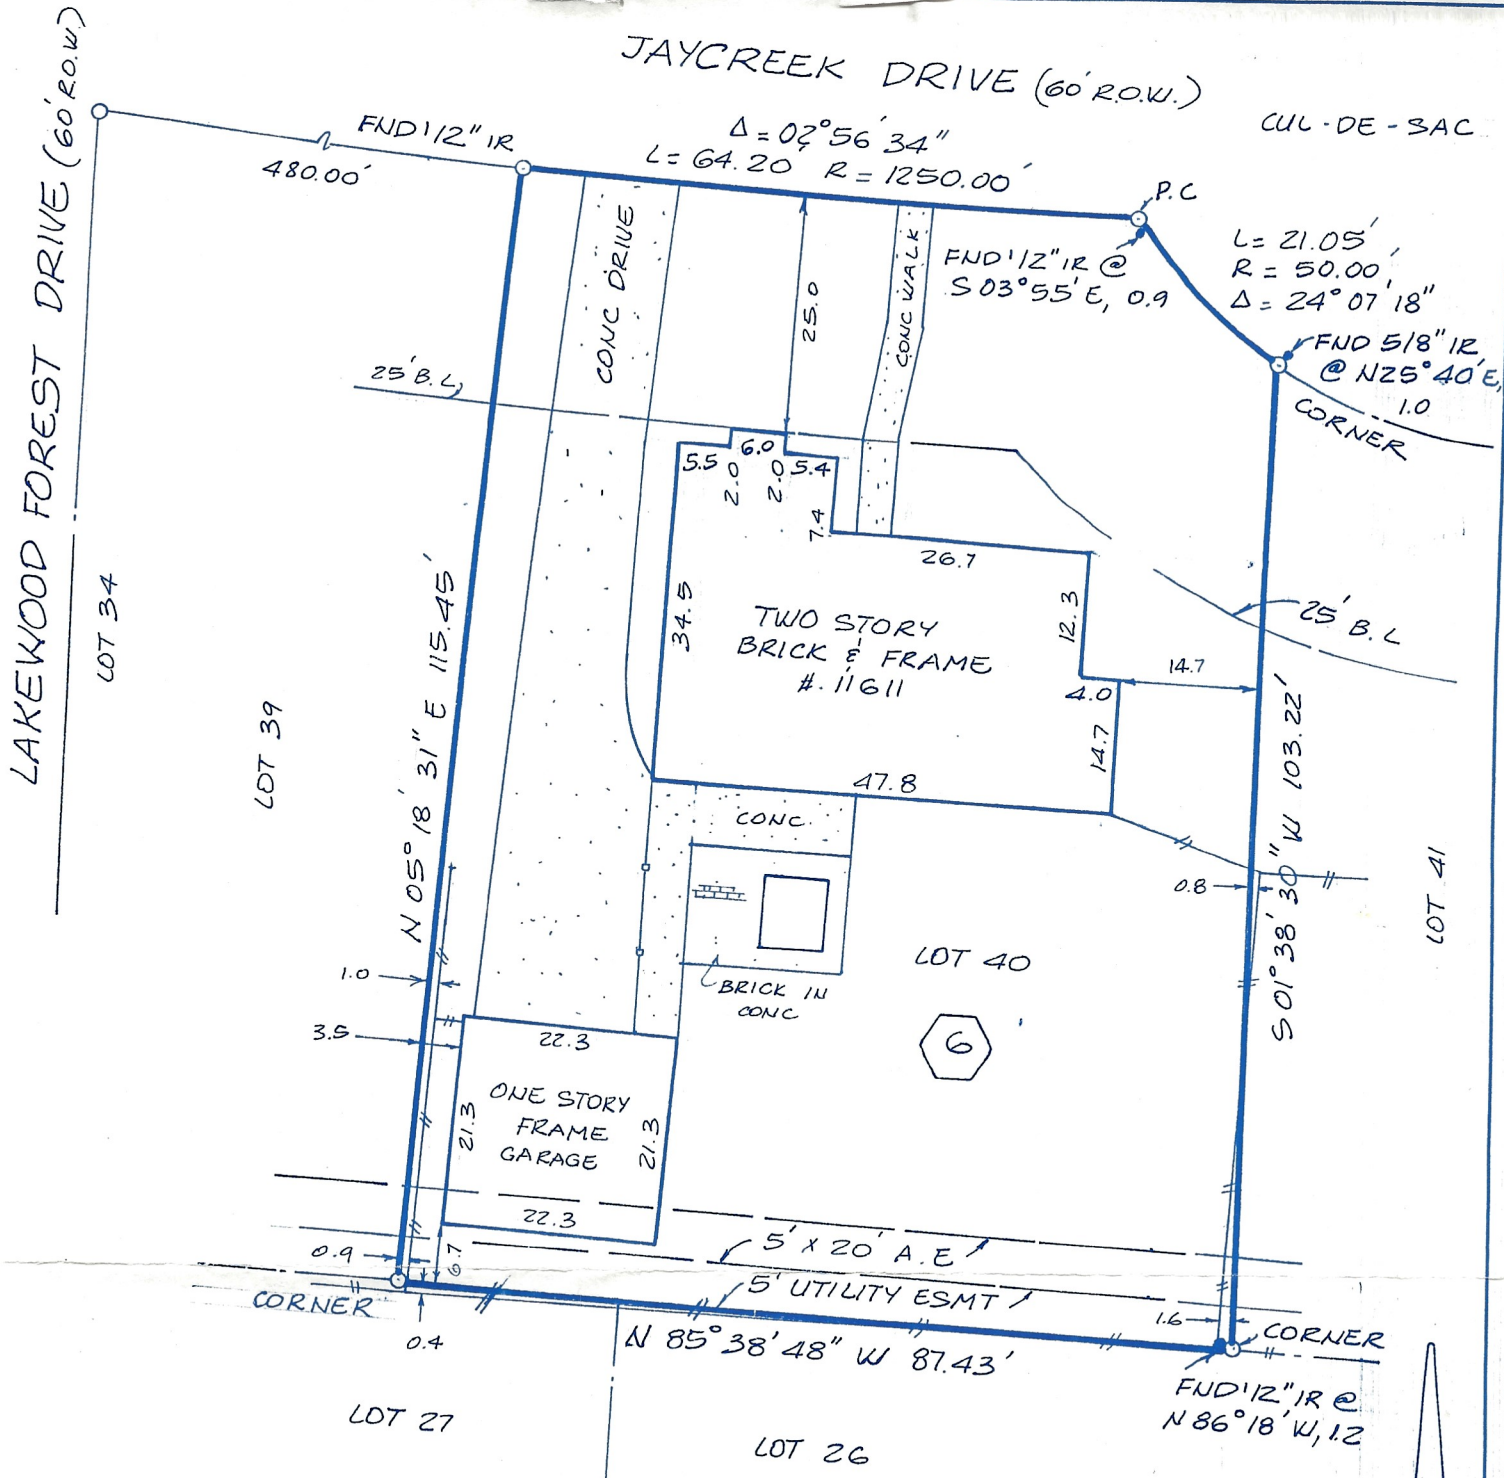 JAYCREEK DRIVE (60' R.O.W.)
CUL-DE-SAC
LAKEWOOD FOREST DRIVE (60' R.O.W.)
FND 1/2" IR
480.00'
Δ = 02°56'34"
L = 64.20' R = 1250.00'
P.C
FND 1/2" IR @
S 03°55' E, 0.9
L = 21.05'
R = 50.00'
Δ = 24°07'18"
FND 5/8" IR
@ N25°40'E,
1.0
CORNER
CONC DRIVE
25.0
CONC WALK
25' B.L.
5.5
6.0
5.4
2.0
2.0
7.4
26.7
34.5
TWO STORY
BRICK & FRAME
#. 11611
12.3
4.0
14.7
14.7
25' B.L
LOT 34
LOT 39
N 05° 18' 31" E 115.45'
S 01° 38' 30" W 103.22'
47.8
CONC.
0.8
LOT 41
LOT 40
BRICK IN
CONC
6
1.0
3.5
22.3
ONE STORY
FRAME
GARAGE
21.3
21.3
22.3
5' X 20' A.E
5' UTILITY ESMT
0.9
6.7
CORNER
0.4
1.6
CORNER
N 85°38'48" W 87.43'
FND 1/2" IR @
N 86°18' W, 1.2
LOT 27
LOT 26